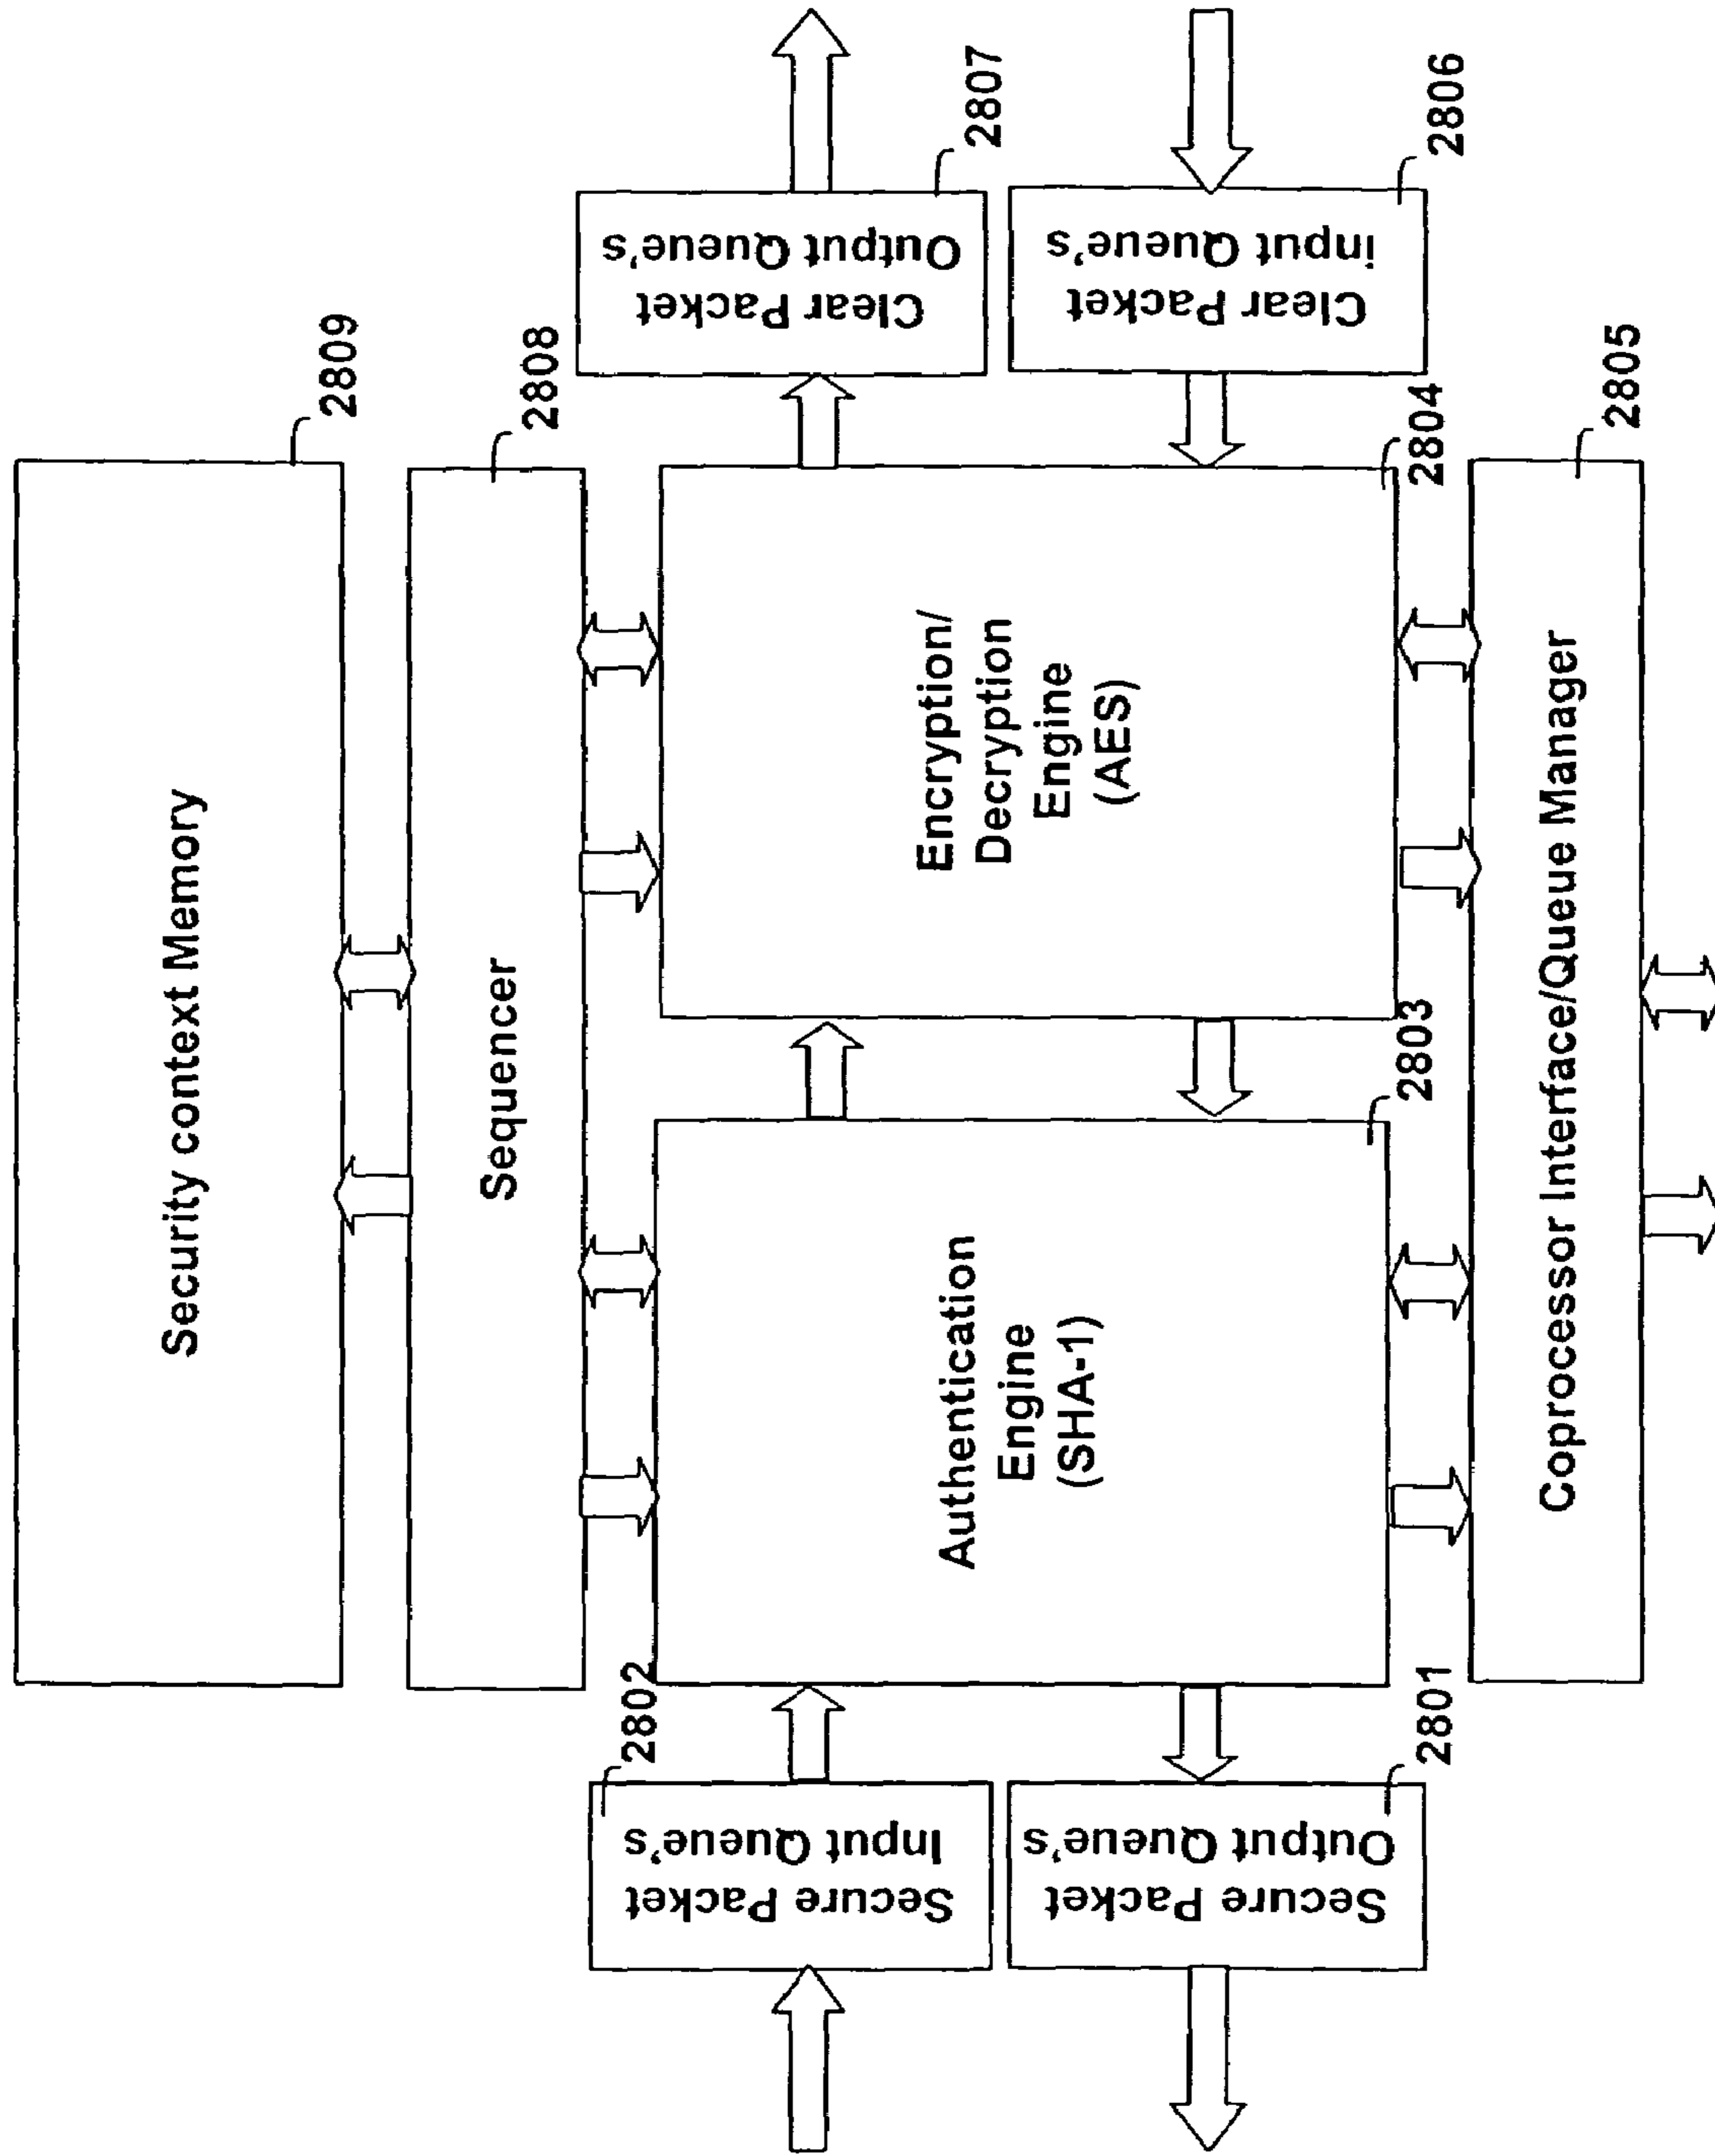 Security context Memory
2809
Sequencer
2808
Secure Packet
Input Queue's
2802
Secure Packet
Output Queue's
2801
Authentication
Engine
(SHA-1)
2803
Encryption/
Decryption
Engine
(AES)
2804
Clear Packet
Output Queue's
2807
Clear Packet
input Queue's
2806
Coprocessor Interface/Queue Manager
2805